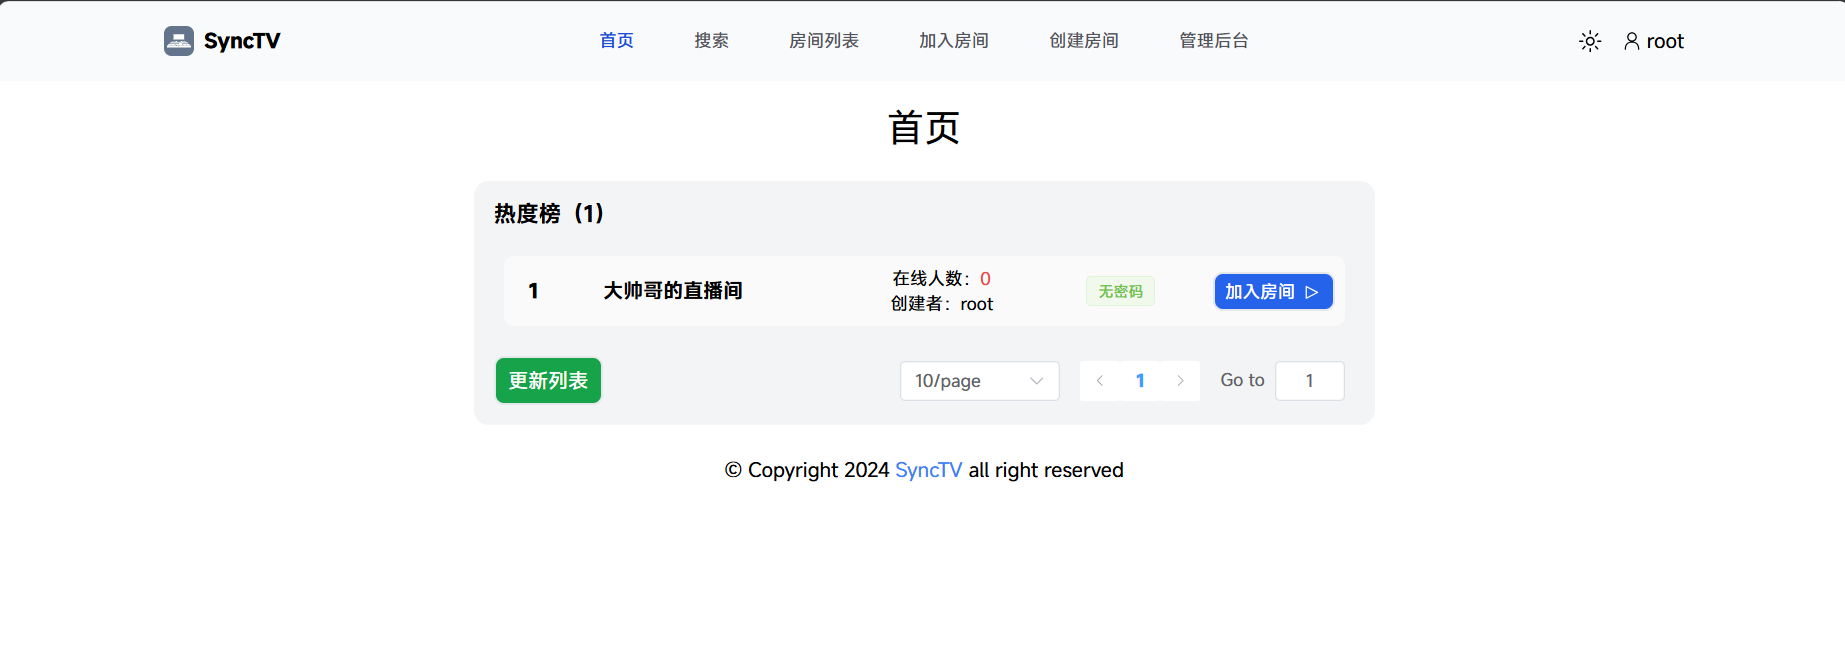 SyncTV
首页
搜索
房间列表
加入房间
创建房间
管理后台
root
首页
热度榜（1）
1
大帅哥的直播间
在线人数：0
创建者：root
无密码
加入房间
更新列表
10/page
1
Go to
1
© Copyright 2024 SyncTV all right reserved